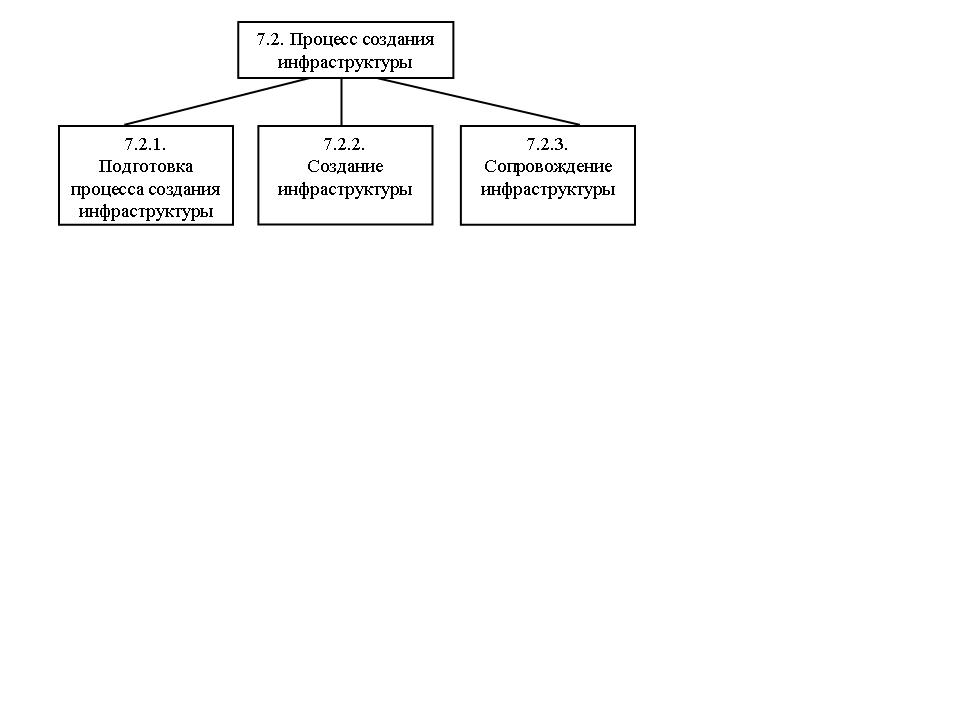 7.2. Процесс создания
инфраструктуры
7.2.1.
Подготовка
процесса создания
инфраструктуры
7.2.2.
Создание
инфраструктуры
7.2.3.
Сопровождение
инфраструктуры